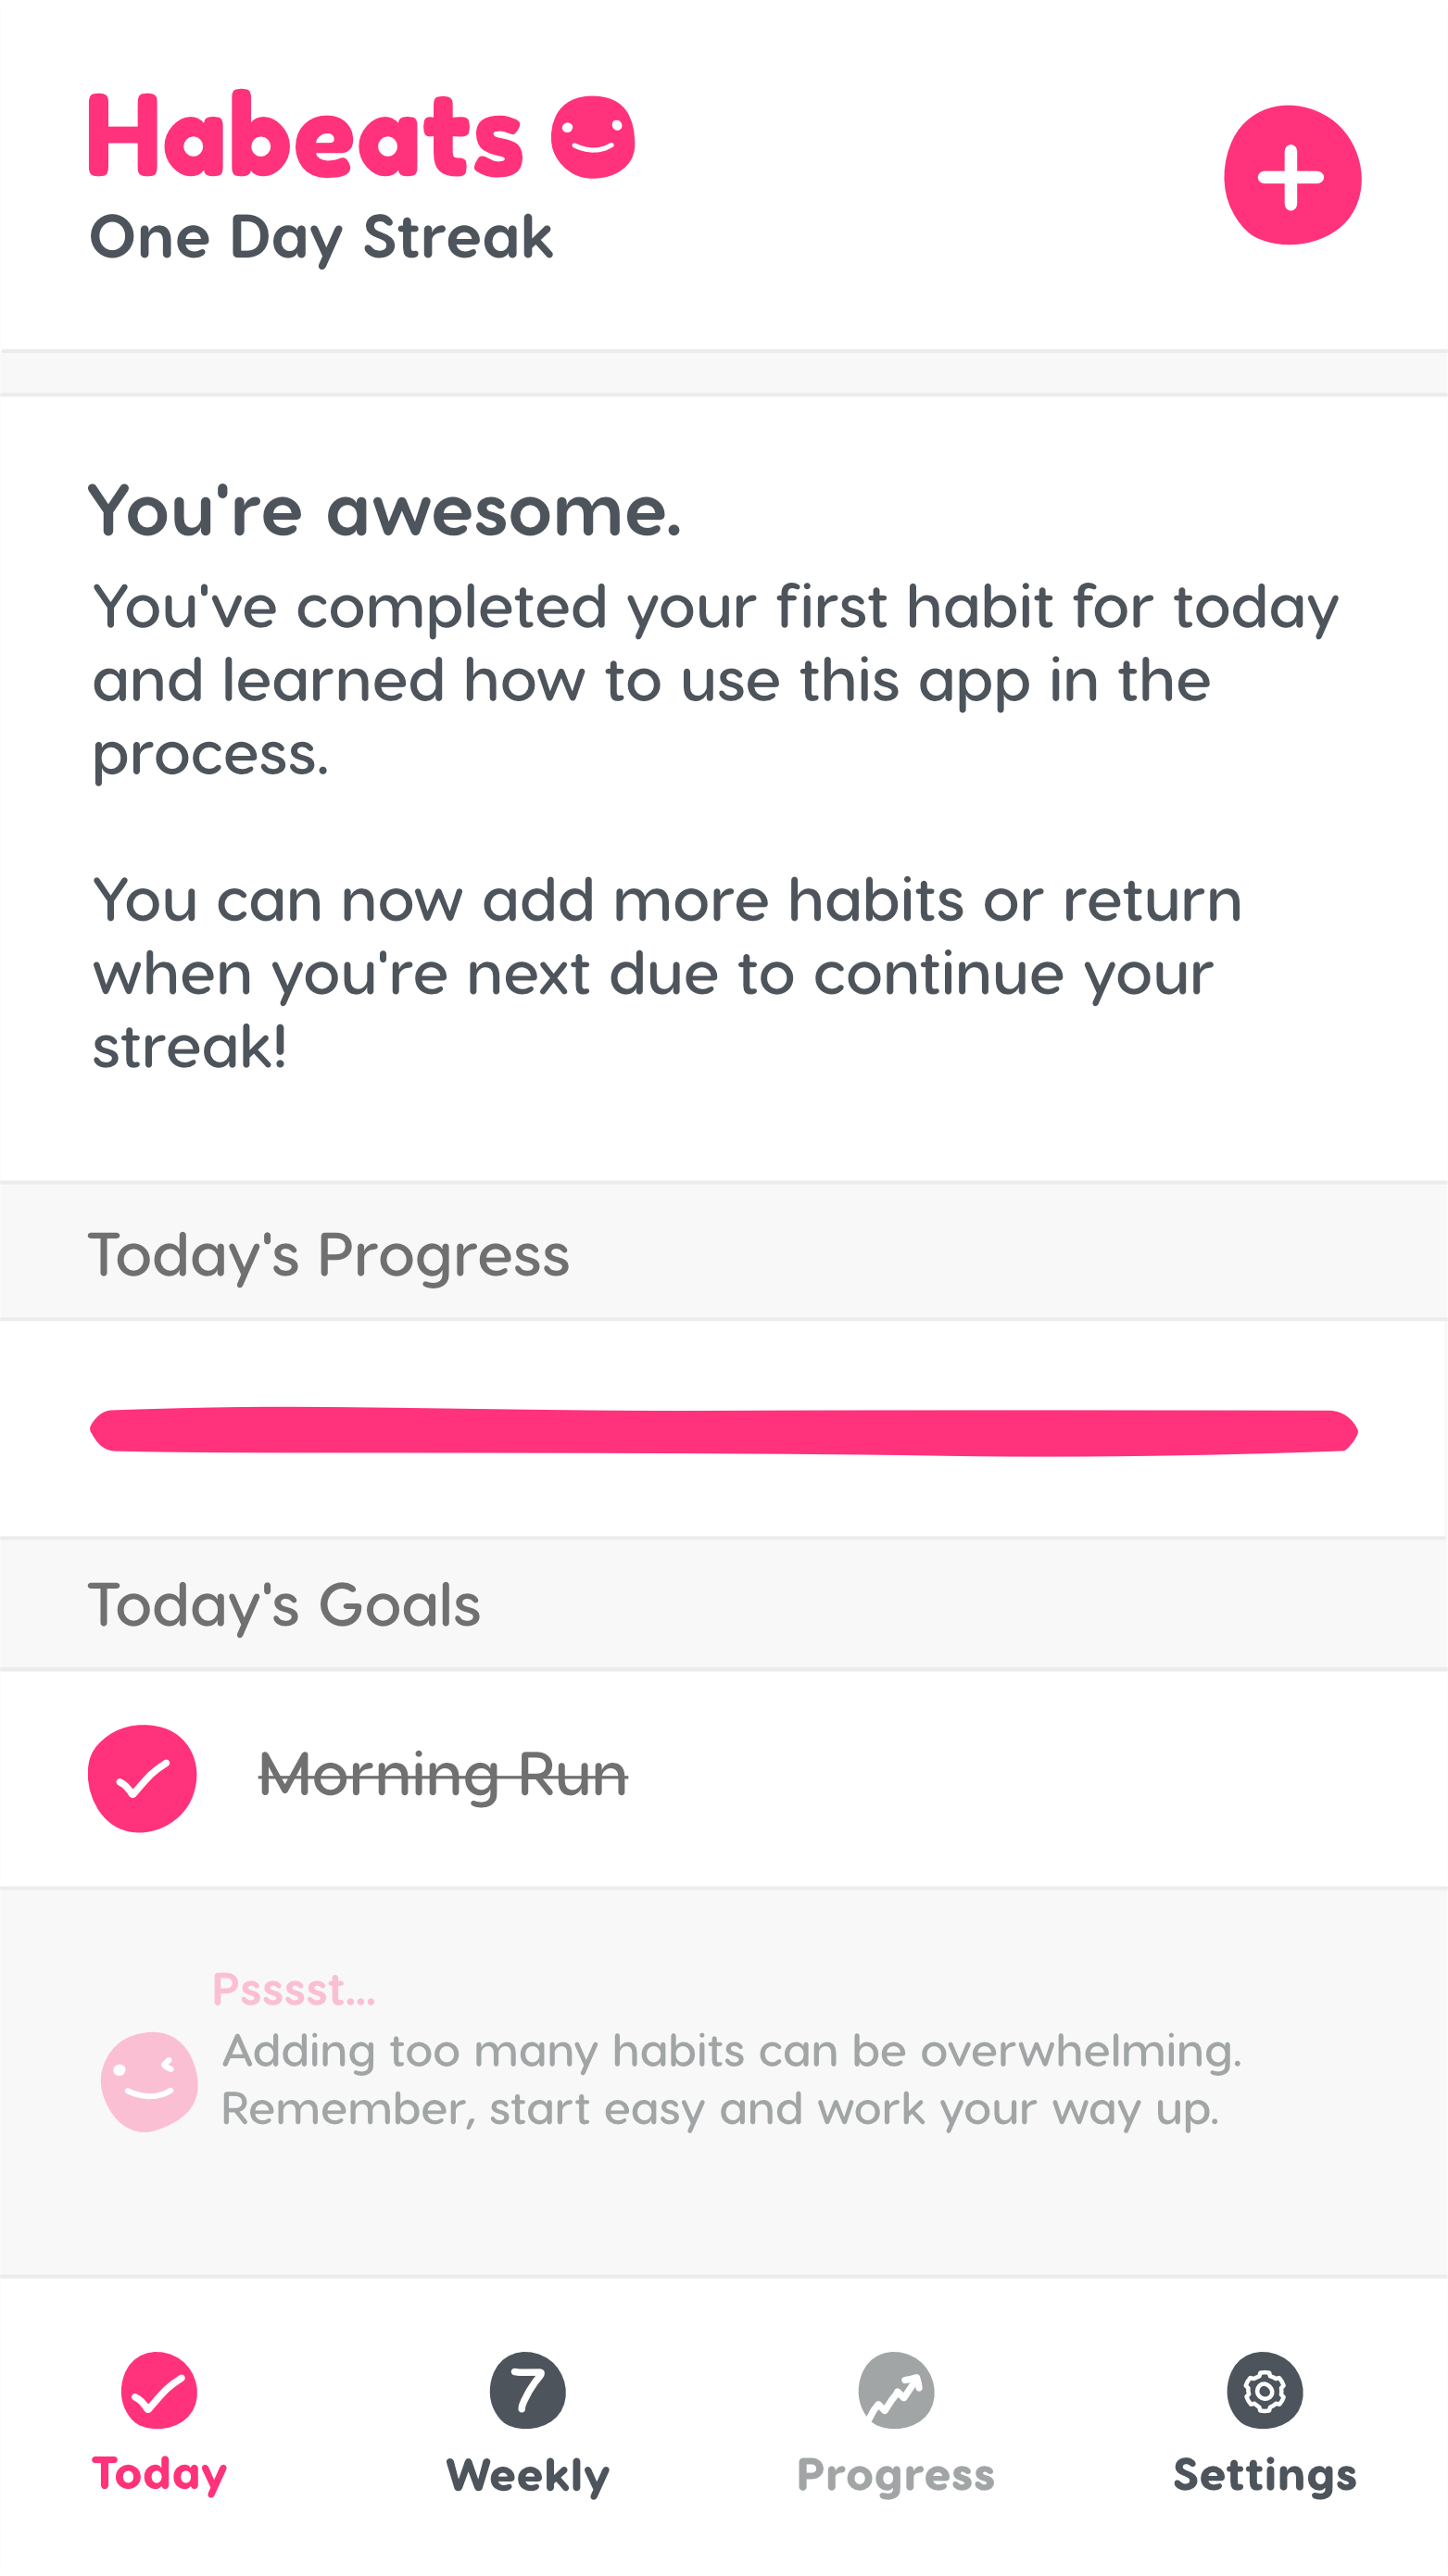 Habeats
One Day Streak
You're awesome.
You've completed your first habit for today
and learned how to use this app in the
process.
You can now add more habits or return
when you're next due to continue your
streak!
Today's Progress
Today's Goals
Morning Run
Psssst...
Adding too many habits can be overwhelming.
Remember, start easy and work your way up.
7
Today
Weekly
Progress
Settings